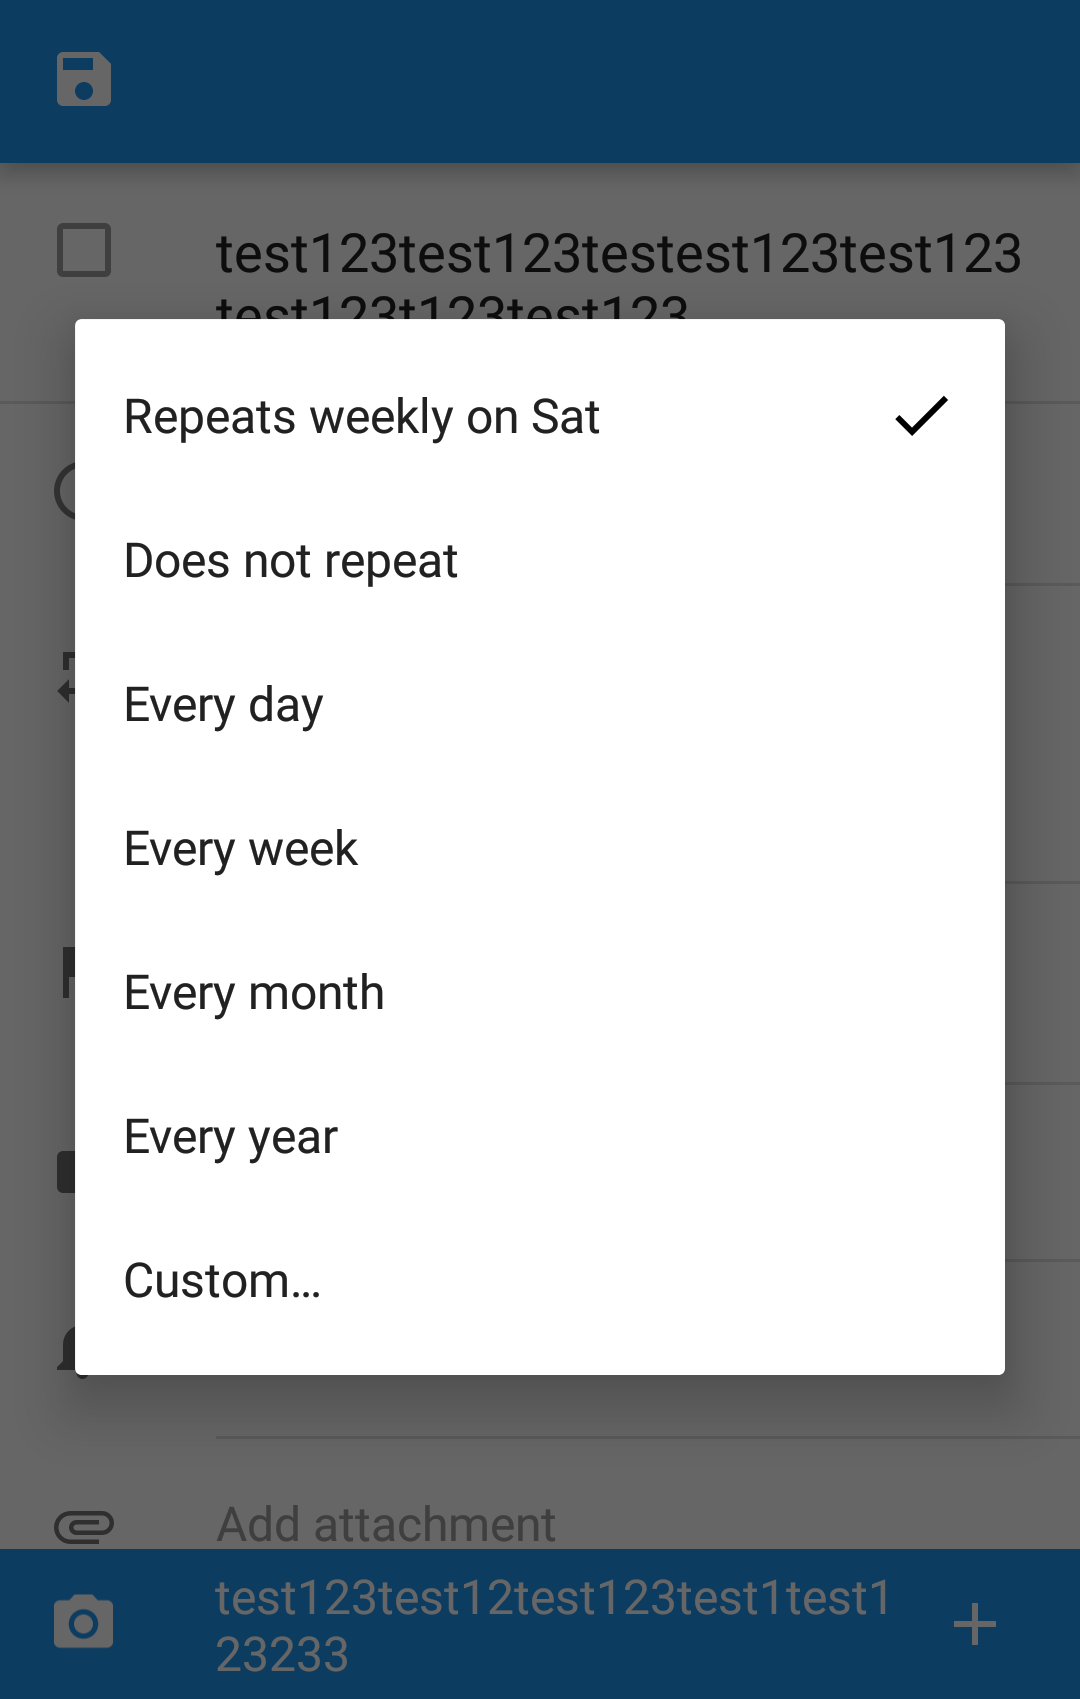 test123test123testest123test123
test123t123test123
Repeats weekly on Sat
Does not repeat
Every day
Every week
Every month
Every year
Custom…
Add attachment
test123test12test123test1test1
23233